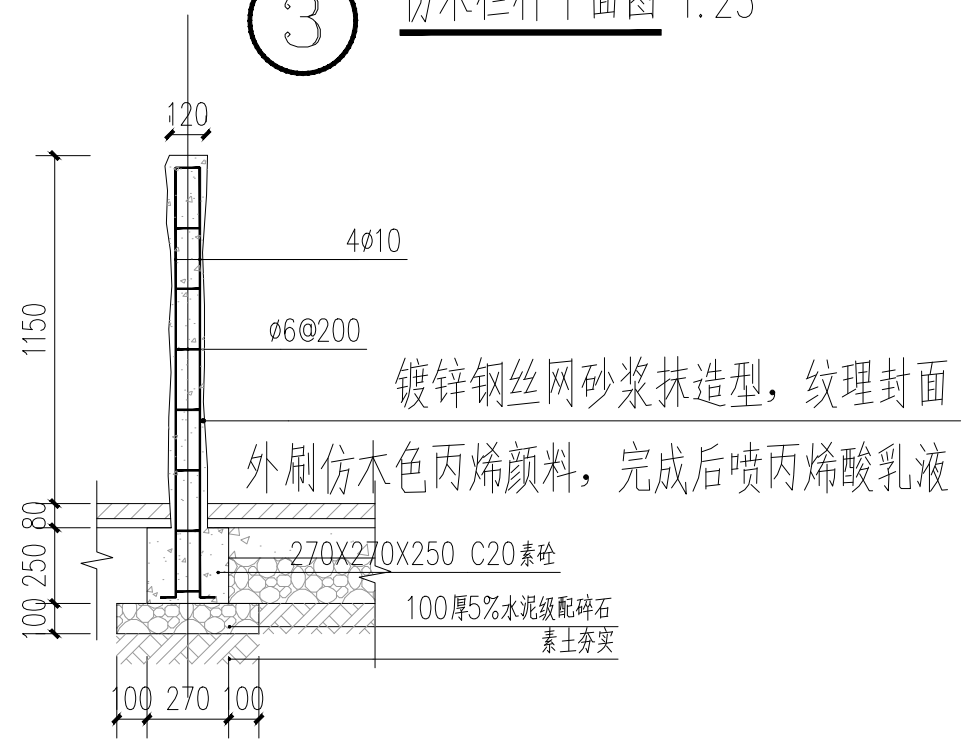 3
仿木栏杆平面图 1:25
120
4ø10
1150
ø6@200
镀锌钢丝网砂浆抹造型，纹理封面
外刷仿木色丙烯颜料，完成后喷丙烯酸乳液
80
250
270X270X250 C20素砼
100
100厚5%水泥级配碎石
素土夯实
100 270 100